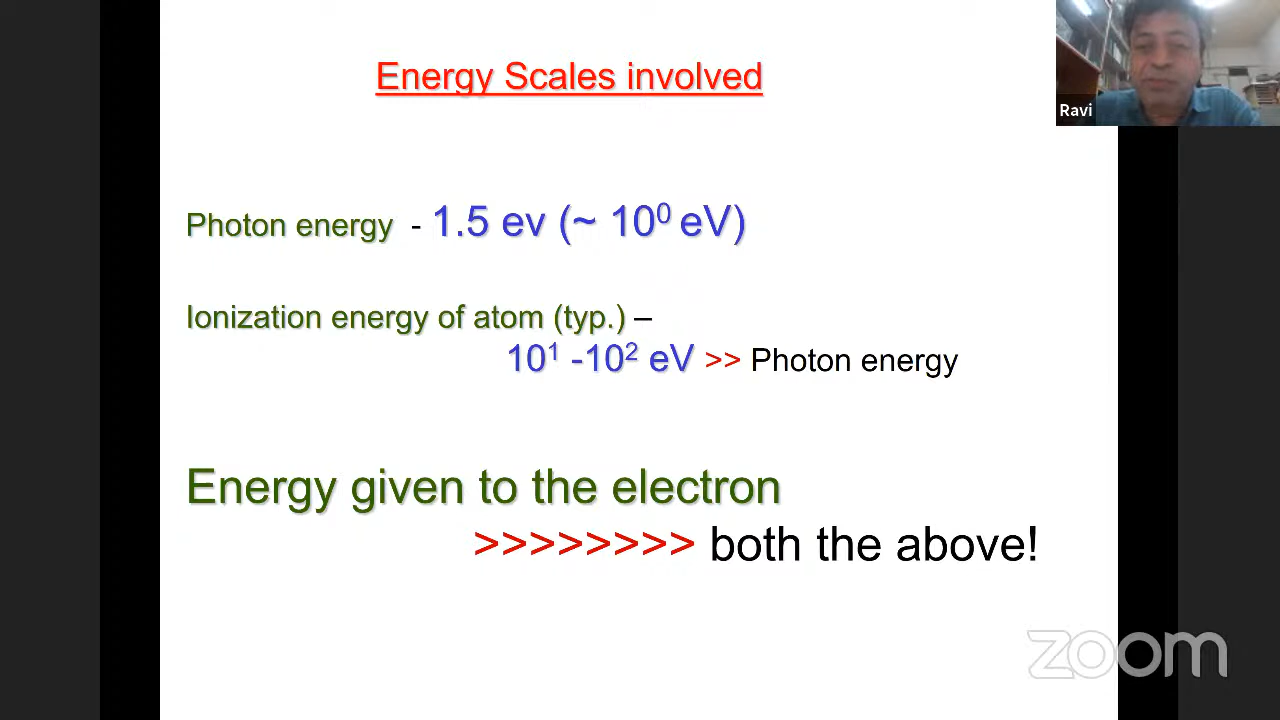 Energy Scales involved
Ravi
Photon energy - 1.5 ev (~ 10⁰ eV)
Ionization energy of atom (typ.) –
10¹ -10² eV >> Photon energy
Energy given to the electron
>>>>>>>> both the above!
zoom